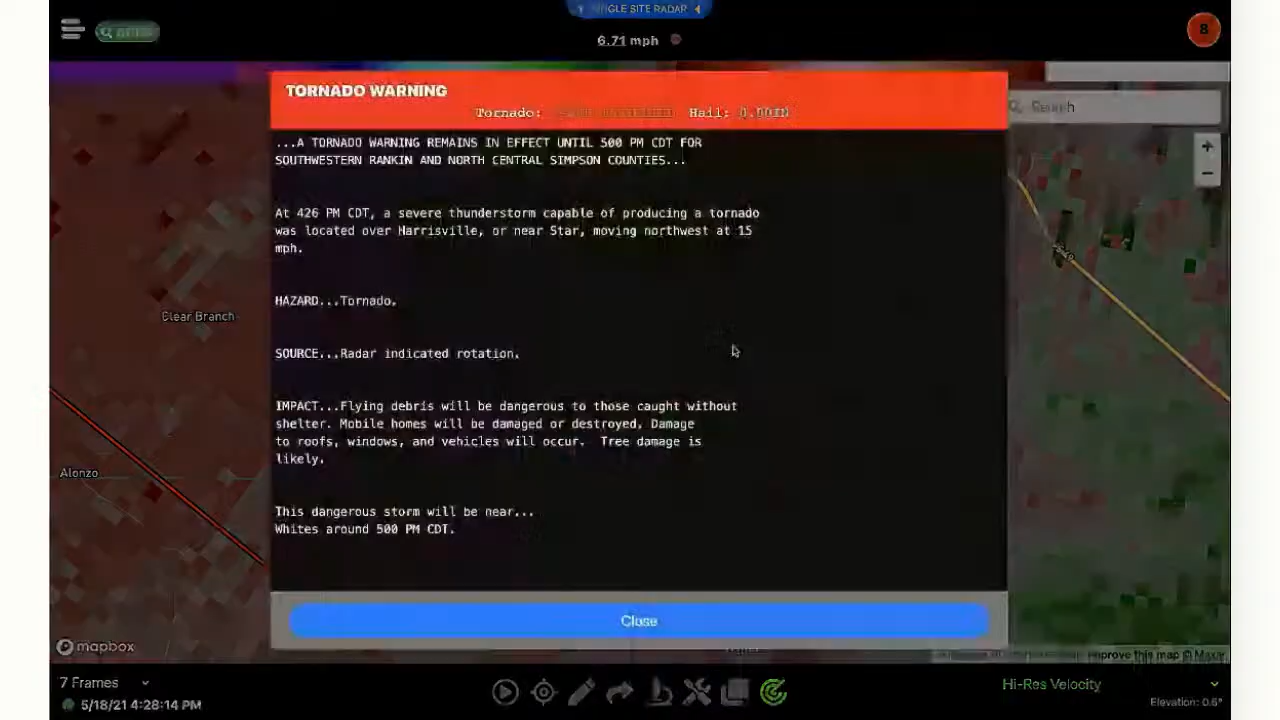 SINGLE SITE RADAR
6.71 mph
8
TORNADO WARNING
Tornado:
Hail: 0.00IN
Search
+
−
...A TORNADO WARNING REMAINS IN EFFECT UNTIL 500 PM CDT FOR
SOUTHWESTERN RANKIN AND NORTH CENTRAL SIMPSON COUNTIES...
At 426 PM CDT, a severe thunderstorm capable of producing a tornado
was located over Harrisville, or near Star, moving northwest at 15
mph.
HAZARD...Tornado.
Clear Branch
SOURCE...Radar indicated rotation.
IMPACT...Flying debris will be dangerous to those caught without
shelter. Mobile homes will be damaged or destroyed. Damage
to roofs, windows, and vehicles will occur. Tree damage is
likely.
Alonzo
This dangerous storm will be near...
Whites around 500 PM CDT.
Close
mapbox
Improve this map © Maxar
7 Frames
5/18/21 4:28:14 PM
Hi-Res Velocity
Elevation: 0.6°